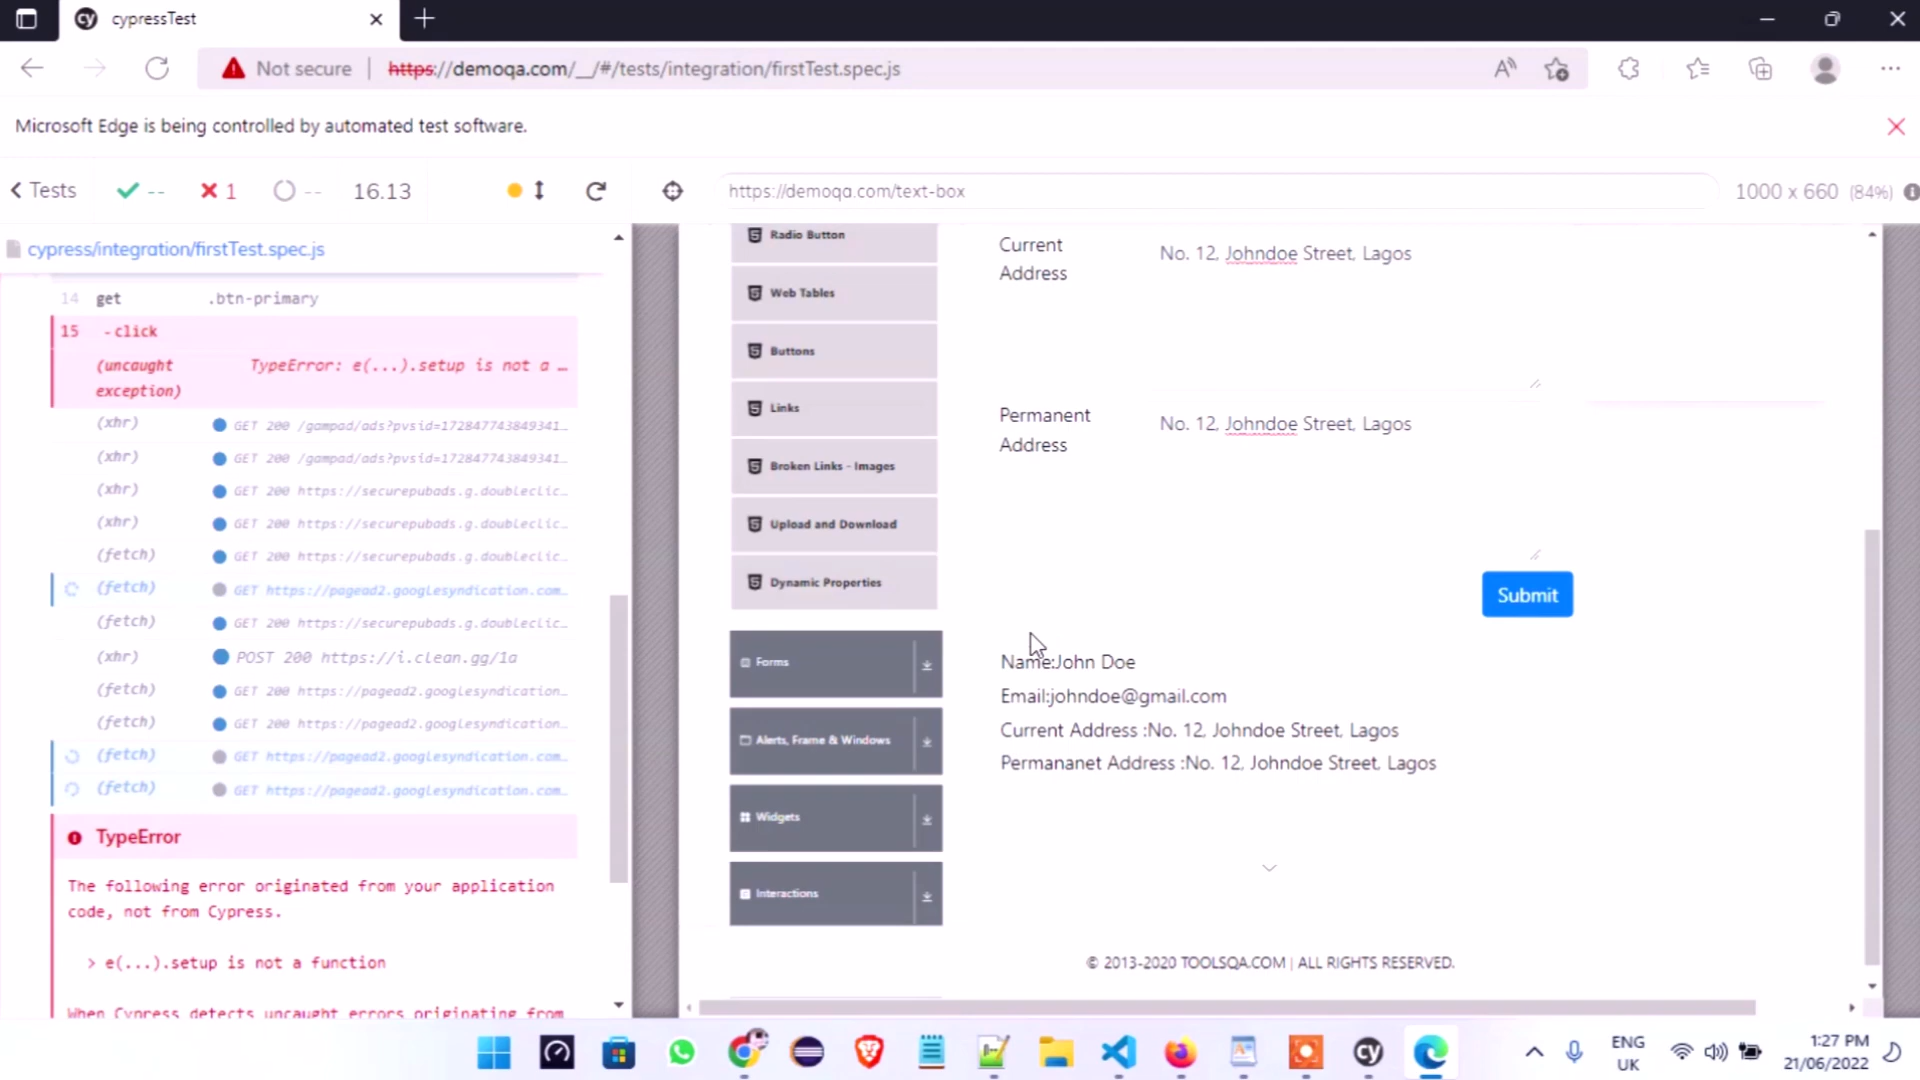 cypressTest
Not secure
https://demoqa.com/__/#/tests/integration/firstTest.spec.js
Microsoft Edge is being controlled by automated test software.
Tests
--
1
--
16.13
https://demoqa.com/text-box
1000 x 660 (84%)
cypress/integration/firstTest.spec.js
14 get .btn-primary
15 -click
(uncaught exception) TypeError: e(...).setup is not a …
(xhr) GET 200 /gampad/ads?pvsid=172847743849341…
(xhr) GET 200 /gampad/ads?pvsid=172847743849341…
(xhr) GET 200 https://securepubads.g.doubleclic…
(xhr) GET 200 https://securepubads.g.doubleclic…
(fetch) GET 200 https://securepubads.g.doubleclic…
(fetch) GET https://pagead2.googlesyndication.com…
(fetch) GET 200 https://securepubads.g.doubleclic…
(xhr) POST 200 https://i.clean.gg/1a
(fetch) GET 200 https://pagead2.googlesyndication…
(fetch) GET 200 https://pagead2.googlesyndication…
(fetch) GET https://pagead2.googlesyndication.com…
(fetch) GET https://pagead2.googlesyndication.com…
TypeError
The following error originated from your application
code, not from Cypress.
> e(...).setup is not a function
When Cypress detects uncaught errors originating from
Radio Button
Web Tables
Buttons
Links
Broken Links - Images
Upload and Download
Dynamic Properties
Forms
Alerts, Frame & Windows
Widgets
Interactions
Current
Address
No. 12, Johndoe Street, Lagos
Permanent
Address
No. 12, Johndoe Street, Lagos
Submit
Name:John Doe
Email:johndoe@gmail.com
Current Address :No. 12, Johndoe Street, Lagos
Permananet Address :No. 12, Johndoe Street, Lagos
© 2013-2020 TOOLSQA.COM | ALL RIGHTS RESERVED.
ENG
UK
1:27 PM
21/06/2022